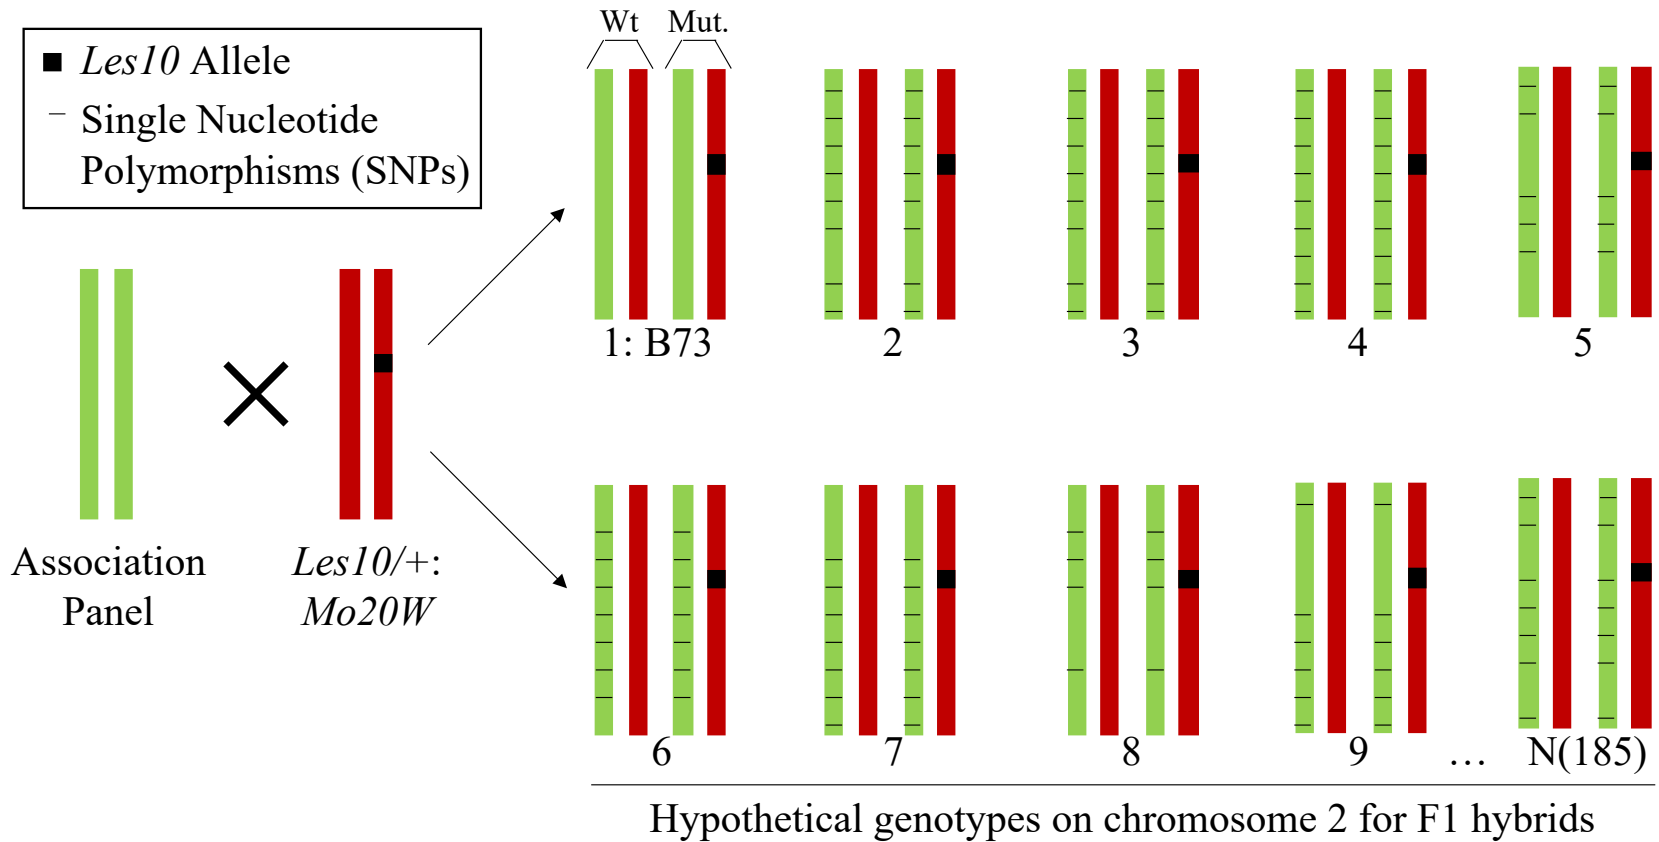 Les10 Allele
Single Nucleotide
Polymorphisms (SNPs)
Wt Mut.
1: B73 2 3 4 5
Association
Panel
Les10/+:
Mo20W
6 7 8 9 ... N(185)
Hypothetical genotypes on chromosome 2 for F1 hybrids